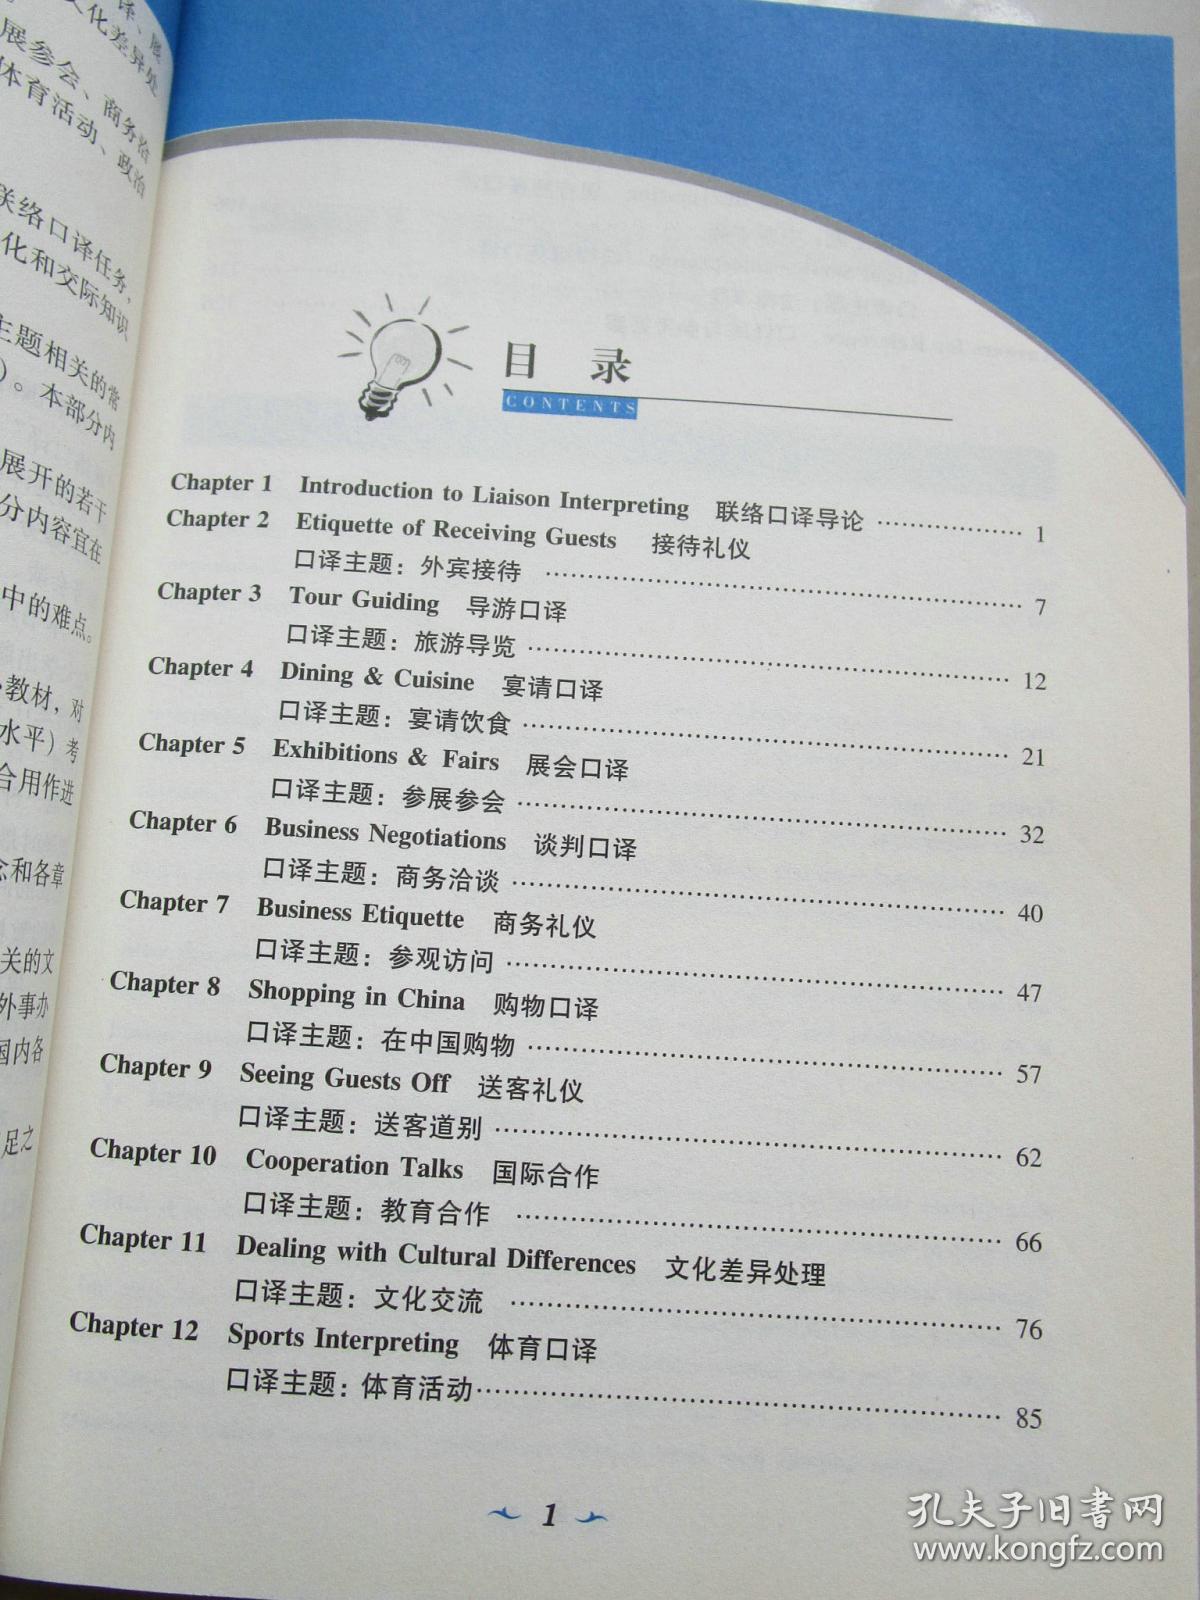 译、展
文化差异处
展参会、商务洽
体育活动、政治
联络口译任务,
化和交际知识
主题相关的常
)。本部分内
展开的若干
分内容宜在
中的难点。
教材, 对
水平) 考
合用作进
念和各章
关的文
外事办
国内各
足之
目 录
CONTENTS
Chapter 1 Introduction to Liaison Interpreting 联络口译导论 ………………… 1
Chapter 2 Etiquette of Receiving Guests 接待礼仪
口译主题：外宾接待 ………………… 7
Chapter 3 Tour Guiding 导游口译
口译主题：旅游导览 ………………… 12
Chapter 4 Dining & Cuisine 宴请口译
口译主题：宴请饮食 ………………… 21
Chapter 5 Exhibitions & Fairs 展会口译
口译主题：参展参会 ………………… 32
Chapter 6 Business Negotiations 谈判口译
口译主题：商务洽谈 ………………… 40
Chapter 7 Business Etiquette 商务礼仪
口译主题：参观访问 ………………… 47
Chapter 8 Shopping in China 购物口译
口译主题：在中国购物 ………………… 57
Chapter 9 Seeing Guests Off 送客礼仪
口译主题：送客道别 ………………… 62
Chapter 10 Cooperation Talks 国际合作
口译主题：教育合作 ………………… 66
Chapter 11 Dealing with Cultural Differences 文化差异处理
口译主题：文化交流 ………………… 76
Chapter 12 Sports Interpreting 体育口译
口译主题：体育活动 ………………… 85
1
孔夫子旧书网
www.kongfz.com